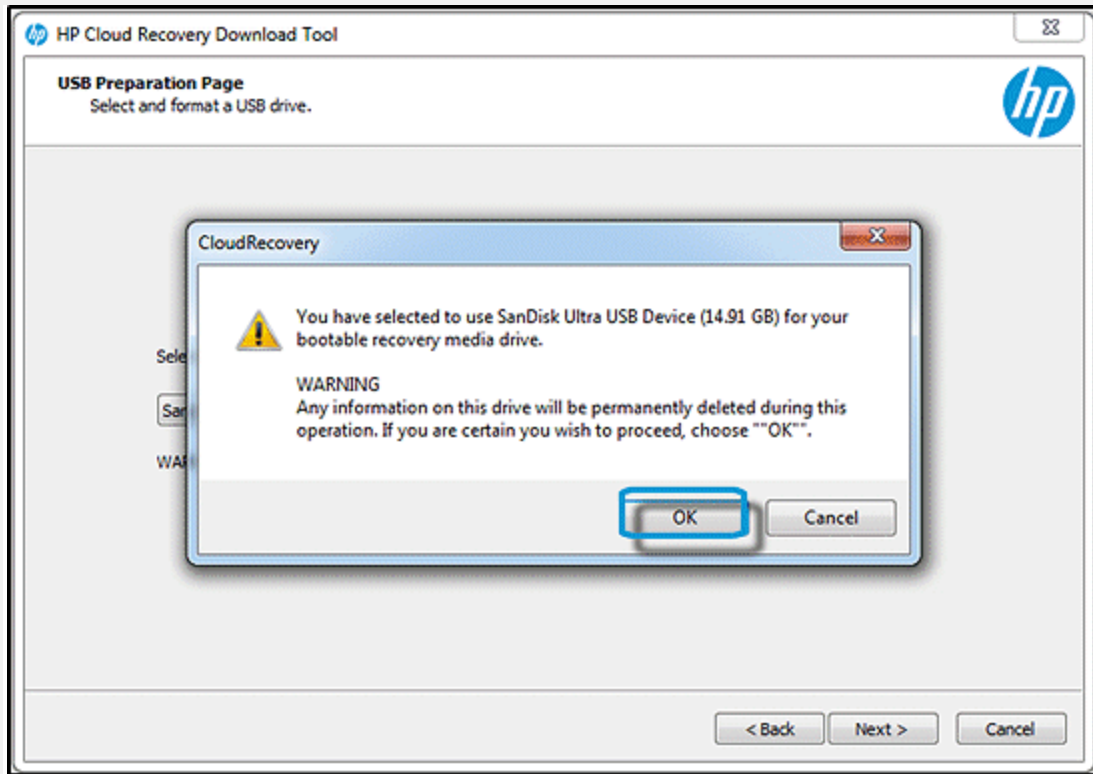 HP Cloud Recovery Download Tool
USB Preparation Page
Select and format a USB drive.
hp
CloudRecovery
You have selected to use SanDisk Ultra USB Device (14.91 GB) for your
bootable recovery media drive.
WARNING
Any information on this drive will be permanently deleted during this
operation. If you are certain you wish to proceed, choose ""OK"".
OK Cancel
< Back Next > Cancel